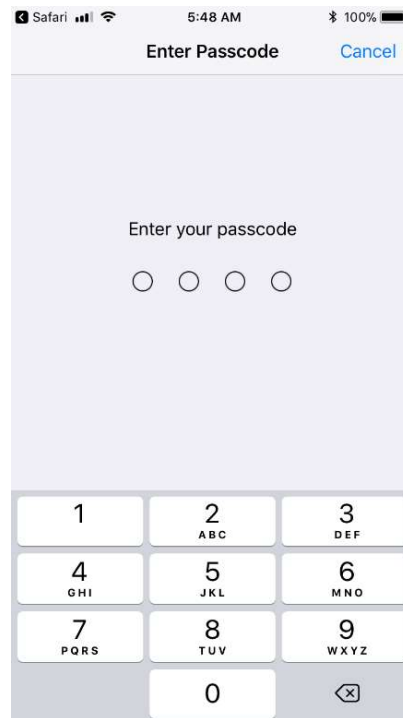 Safari 5:48 AM 100%
Enter Passcode Cancel
Enter your passcode
1 2 3
ABC DEF
4 5 6
GHI JKL MNO
7 8 9
PQRS TUV WXYZ
0